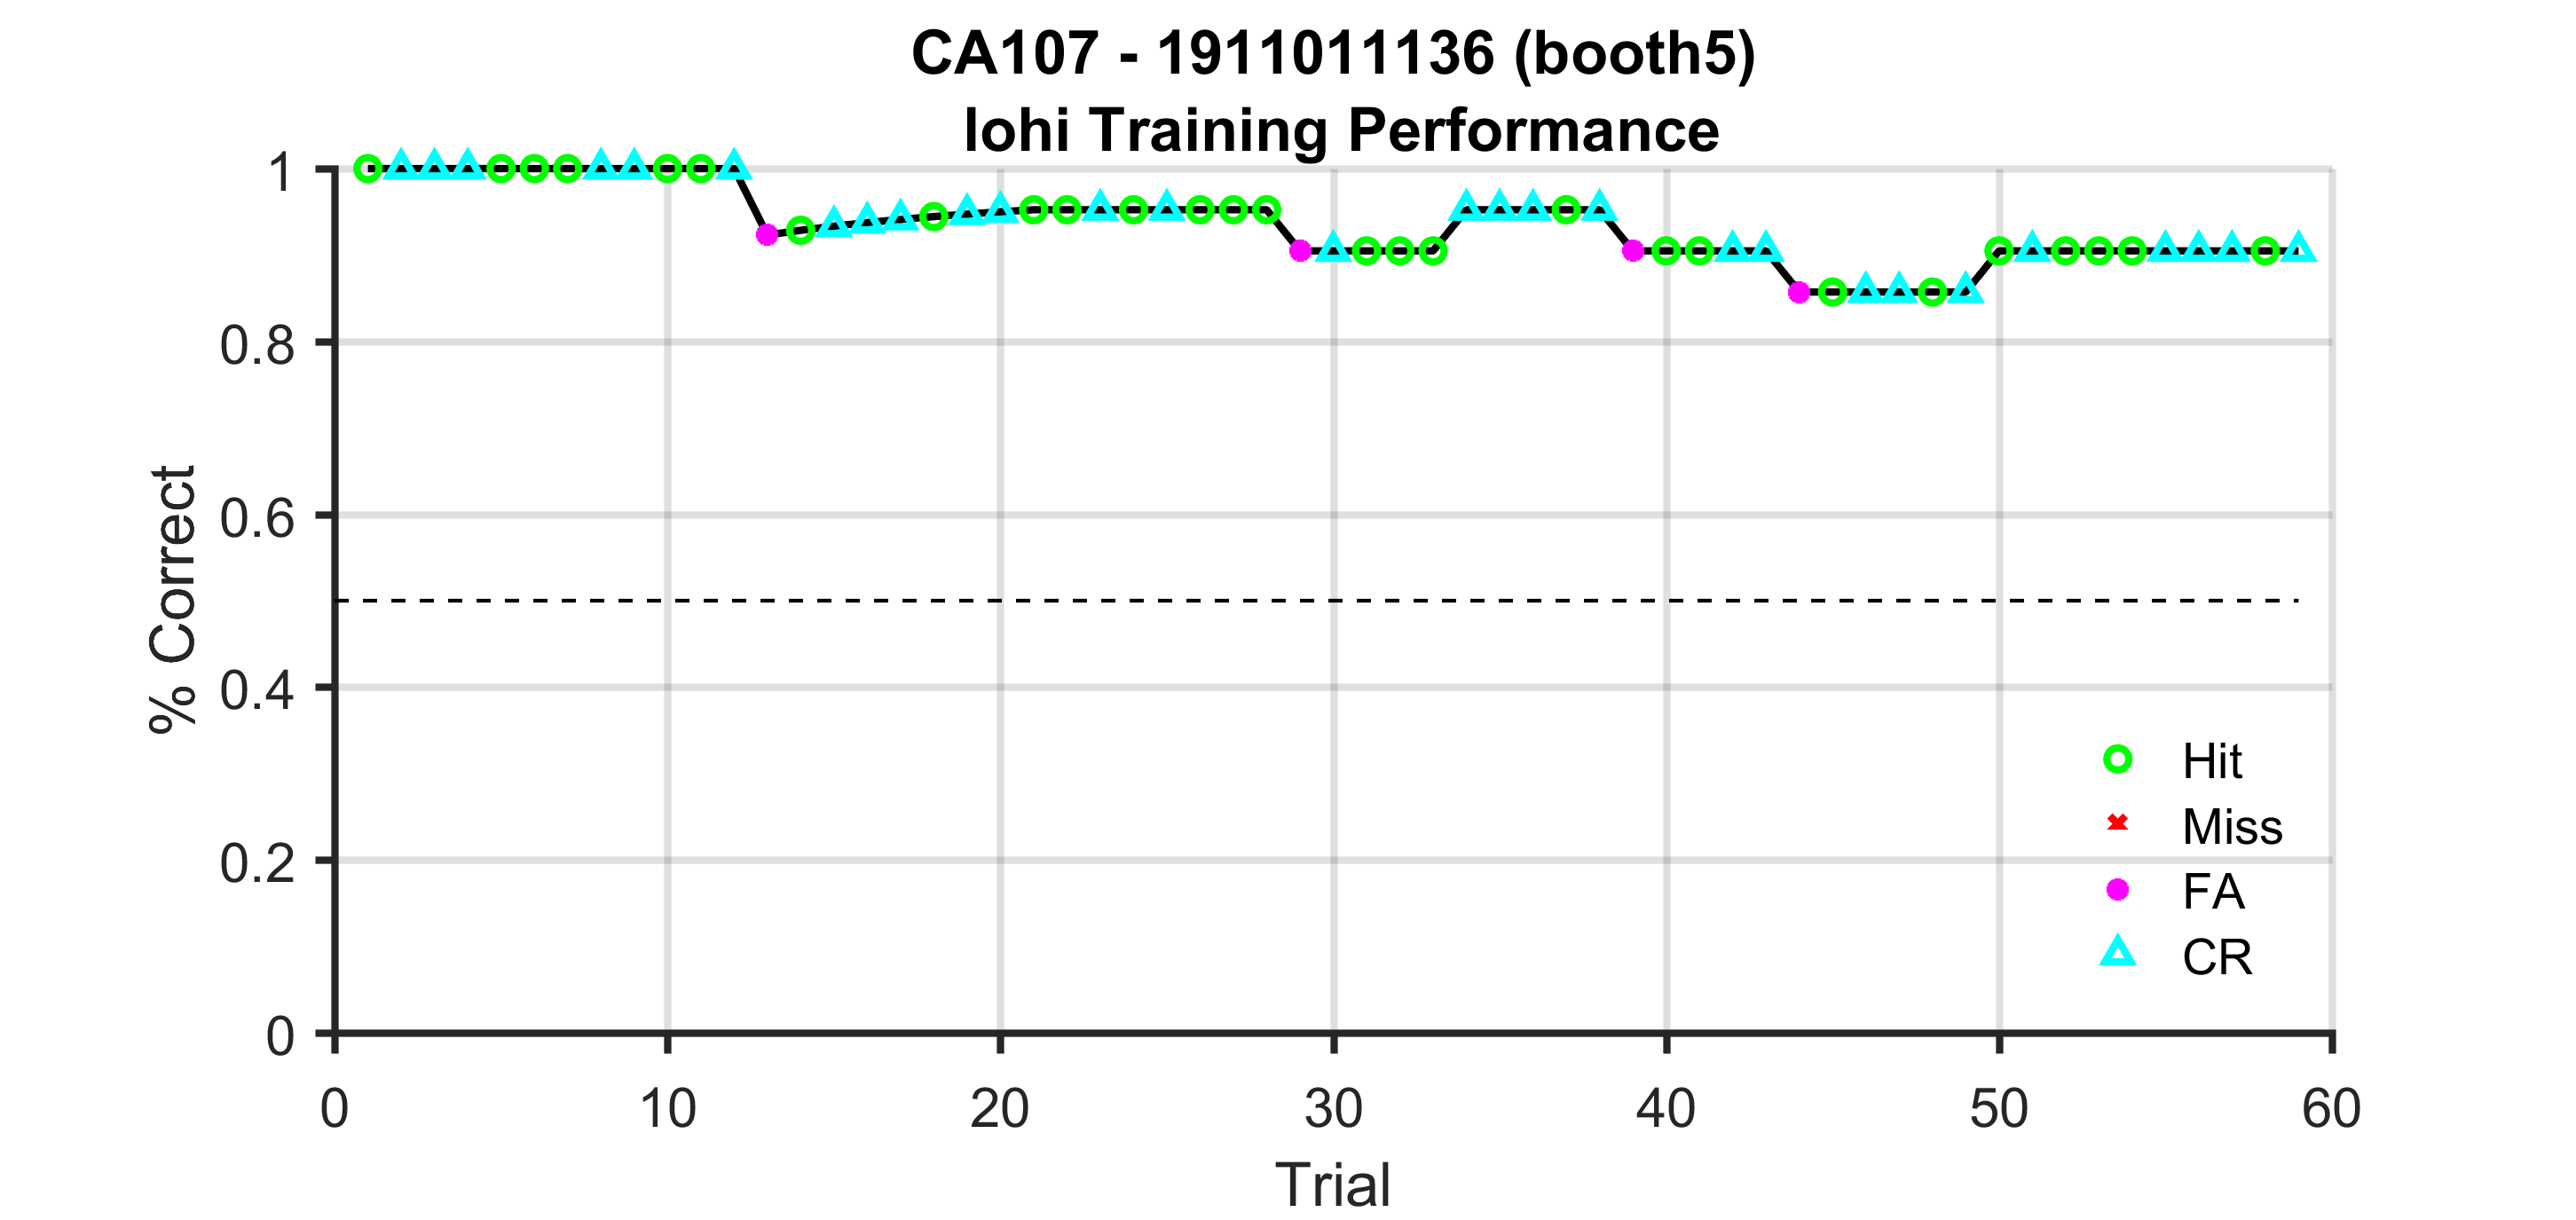 CA107 - 1911011136 (booth5)
lohi Training Performance
% Correct
1
0.8
0.6
0.4
0.2
0
Hit
Miss
FA
CR
0 10 20 30 40 50 60
Trial